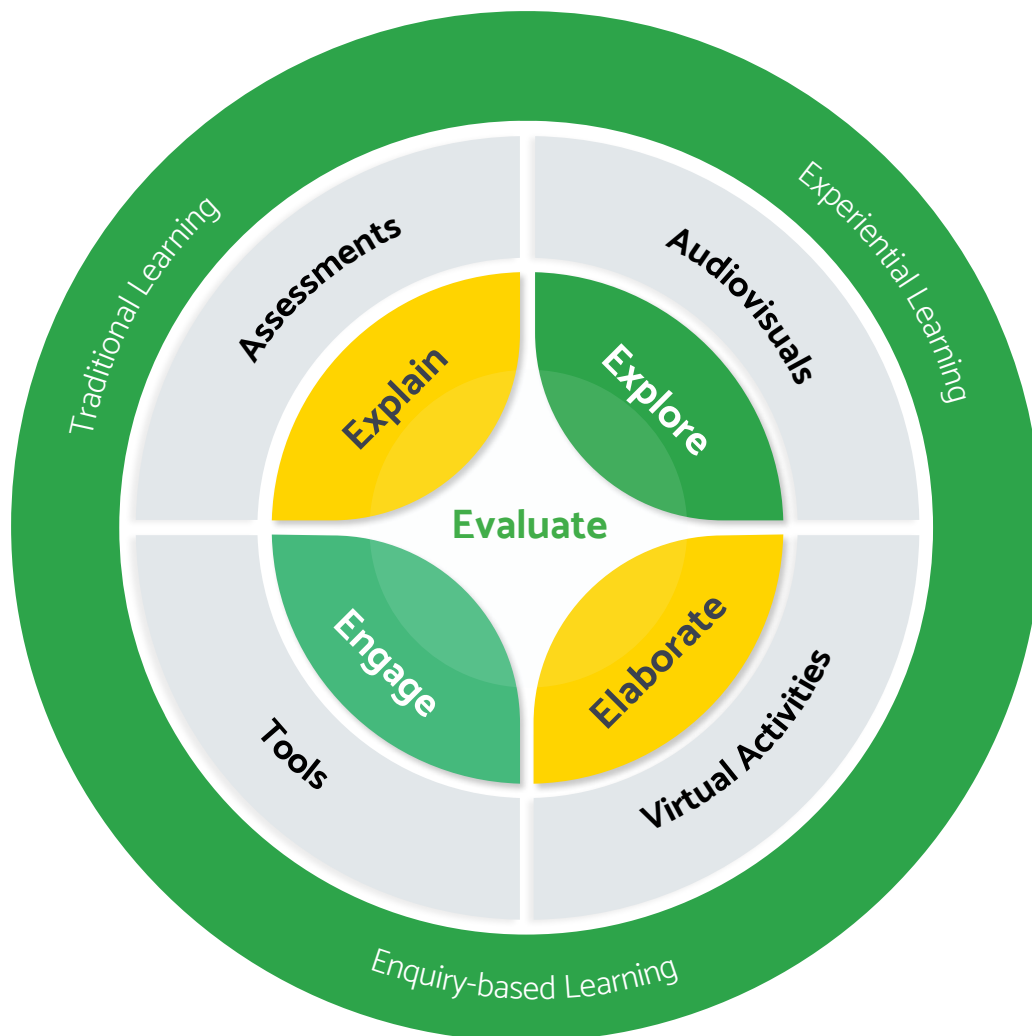 Traditional Learning
Experiential Learning
Assessments
Audiovisuals
Explain
Explore
Evaluate
Engage
Elaborate
Tools
Virtual Activities
Enquiry-based Learning